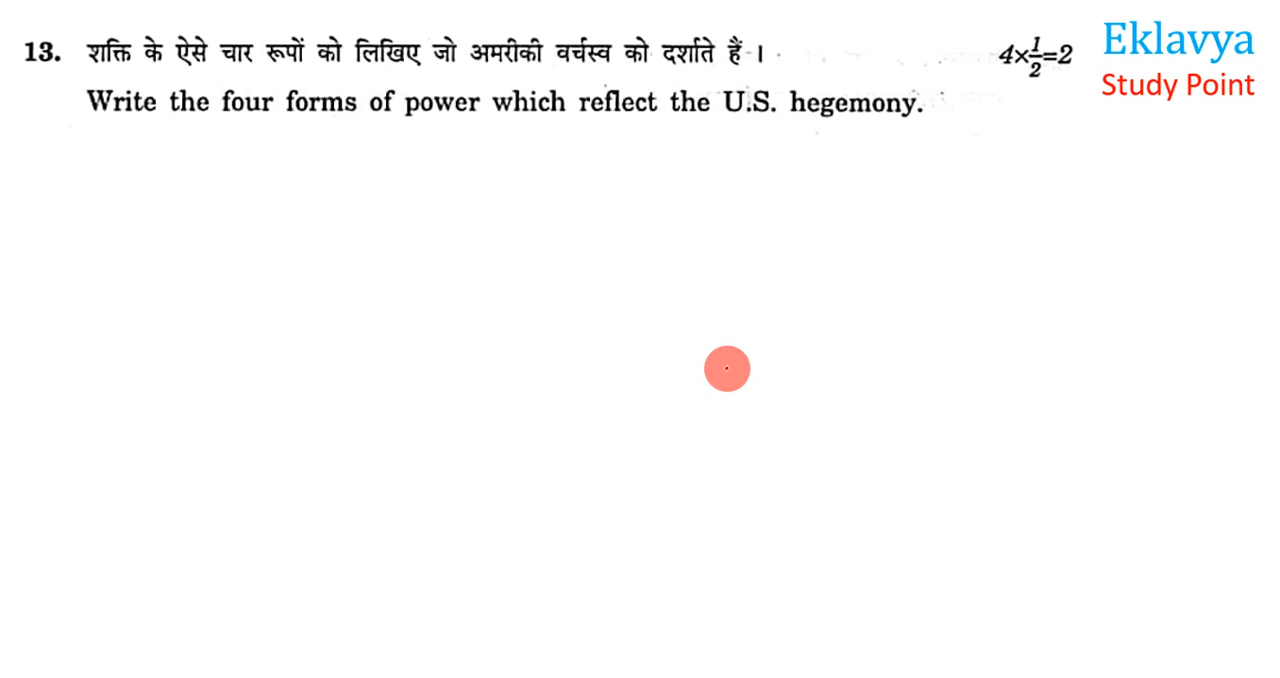 13. शक्ति के ऐसे चार रूपों को लिखिए जो अमरीकी वर्चस्व को दर्शाते हैं । 4×1/2=2
Write the four forms of power which reflect the U.S. hegemony.
Eklavya
Study Point